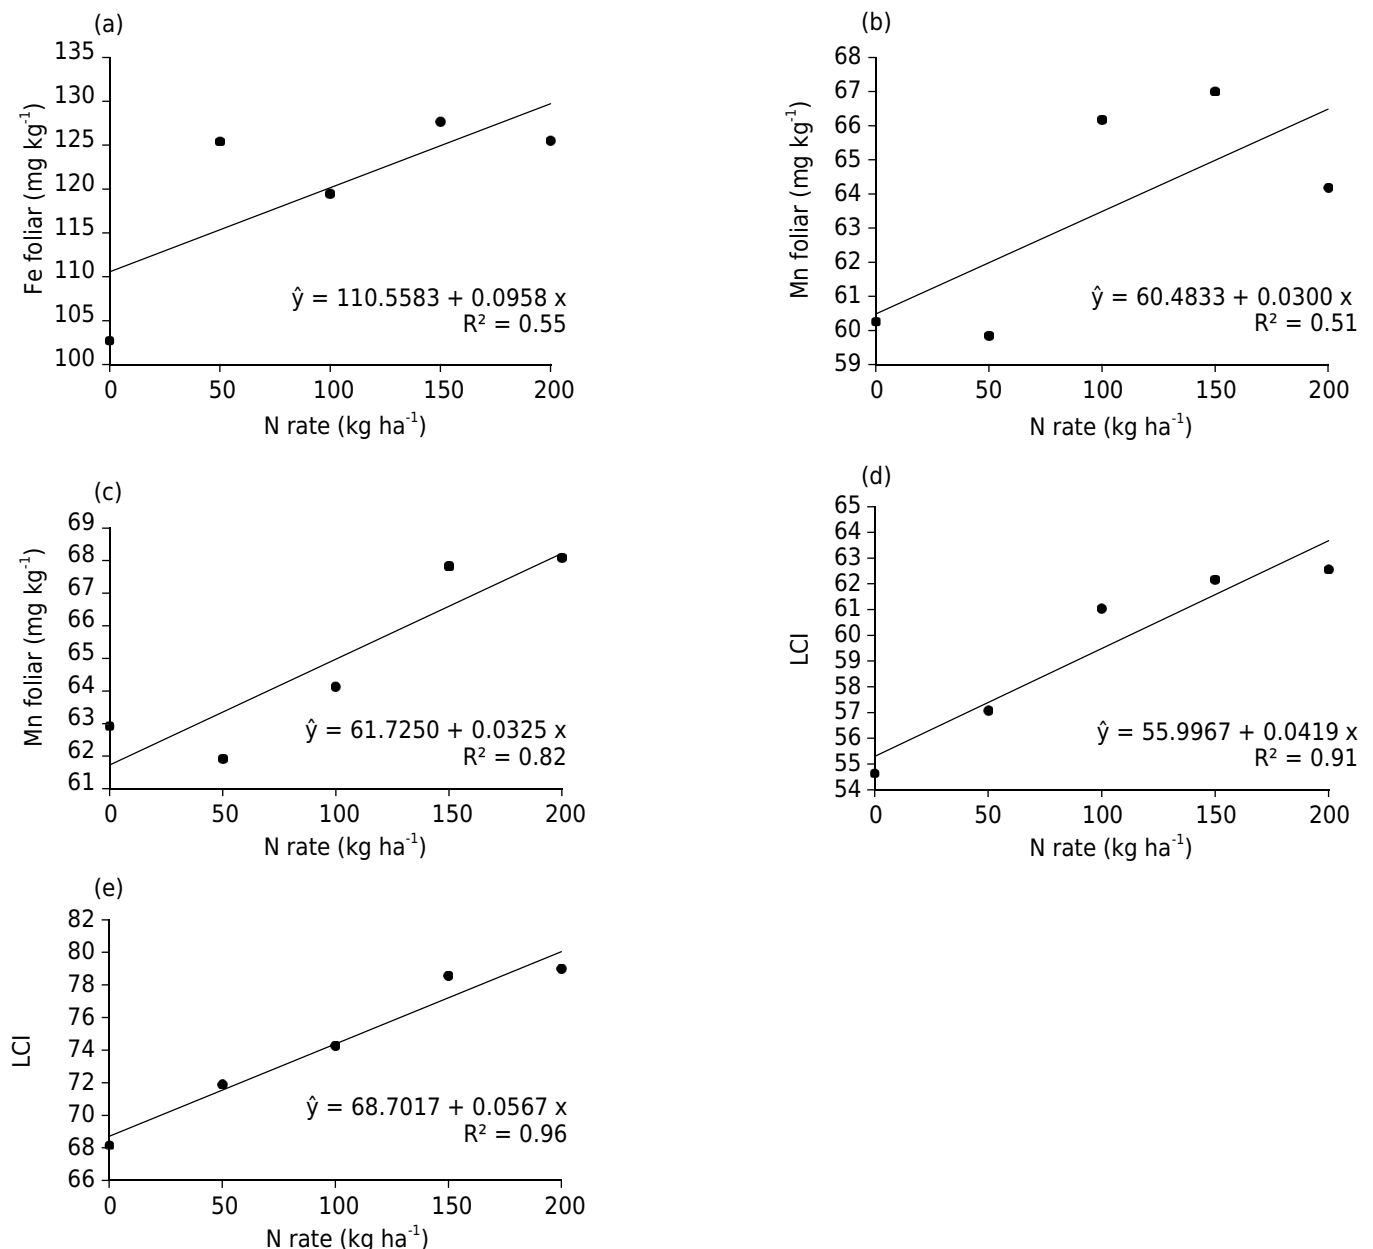 (a)
135
130
125
120
115
110
105
100
Fe foliar (mg kg⁻¹)
ŷ = 110.5583 + 0.0958 x
R² = 0.55
0 50 100 150 200
N rate (kg ha⁻¹)
(b)
68
67
66
65
64
63
62
61
60
59
Mn foliar (mg kg⁻¹)
ŷ = 60.4833 + 0.0300 x
R² = 0.51
0 50 100 150 200
N rate (kg ha⁻¹)
(c)
69
68
67
66
65
64
63
62
61
Mn foliar (mg kg⁻¹)
ŷ = 61.7250 + 0.0325 x
R² = 0.82
0 50 100 150 200
N rate (kg ha⁻¹)
(d)
65
64
63
62
61
60
59
58
57
56
55
54
LCI
ŷ = 55.9967 + 0.0419 x
R² = 0.91
0 50 100 150 200
N rate (kg ha⁻¹)
(e)
82
80
78
76
74
72
70
68
66
LCI
ŷ = 68.7017 + 0.0567 x
R² = 0.96
0 50 100 150 200
N rate (kg ha⁻¹)